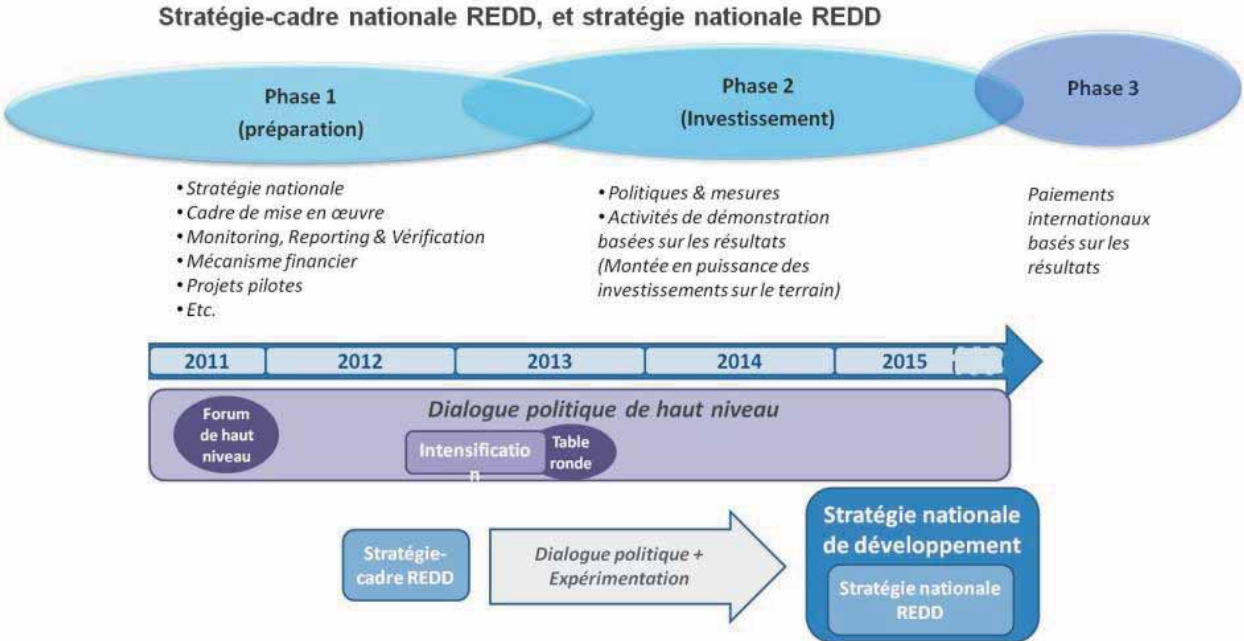 Stratégie-cadre nationale REDD, et stratégie nationale REDD
Phase 1
(préparation)
Phase 2
(Investissement)
Phase 3
• Stratégie nationale
• Cadre de mise en œuvre
• Monitoring, Reporting & Vérification
• Mécanisme financier
• Projets pilotes
• Etc.
• Politiques & mesures
• Activités de démonstration
basées sur les résultats
(Montée en puissance des
investissements sur le terrain)
Paiements
internationaux
basés sur les
résultats
2011
2012
2013
2014
2015
Dialogue politique de haut niveau
Forum
de haut
niveau
Intensificatio
n
Table
ronde
Stratégie-
cadre REDD
Dialogue politique +
Expérimentation
Stratégie nationale
de développement
Stratégie nationale
REDD